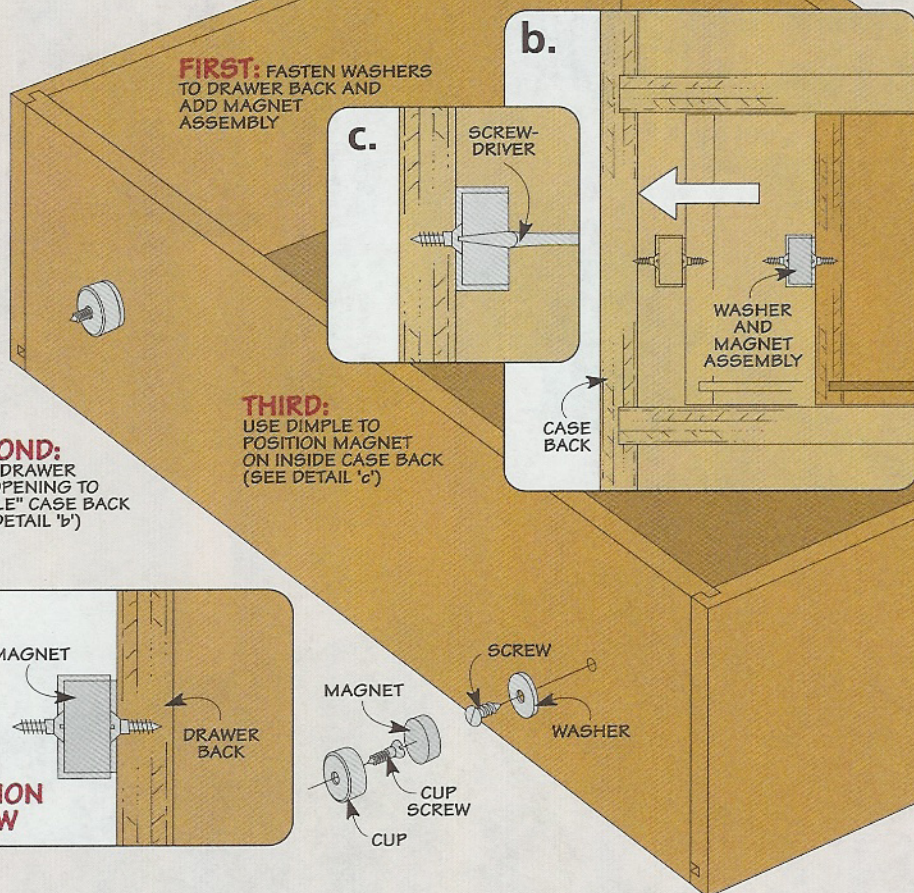 FIRST: FASTEN WASHERS
TO DRAWER BACK AND
ADD MAGNET
ASSEMBLY
b.
c.
SCREW-
DRIVER
WASHER
AND
MAGNET
ASSEMBLY
CASE
BACK
THIRD:
USE DIMPLE TO
POSITION MAGNET
ON INSIDE CASE BACK
(SEE DETAIL 'c')
OND:
DRAWER
PENING TO
LE" CASE BACK
DETAIL 'b')
MAGNET
DRAWER
BACK
ION
W
MAGNET
CUP
SCREW
CUP
SCREW
WASHER